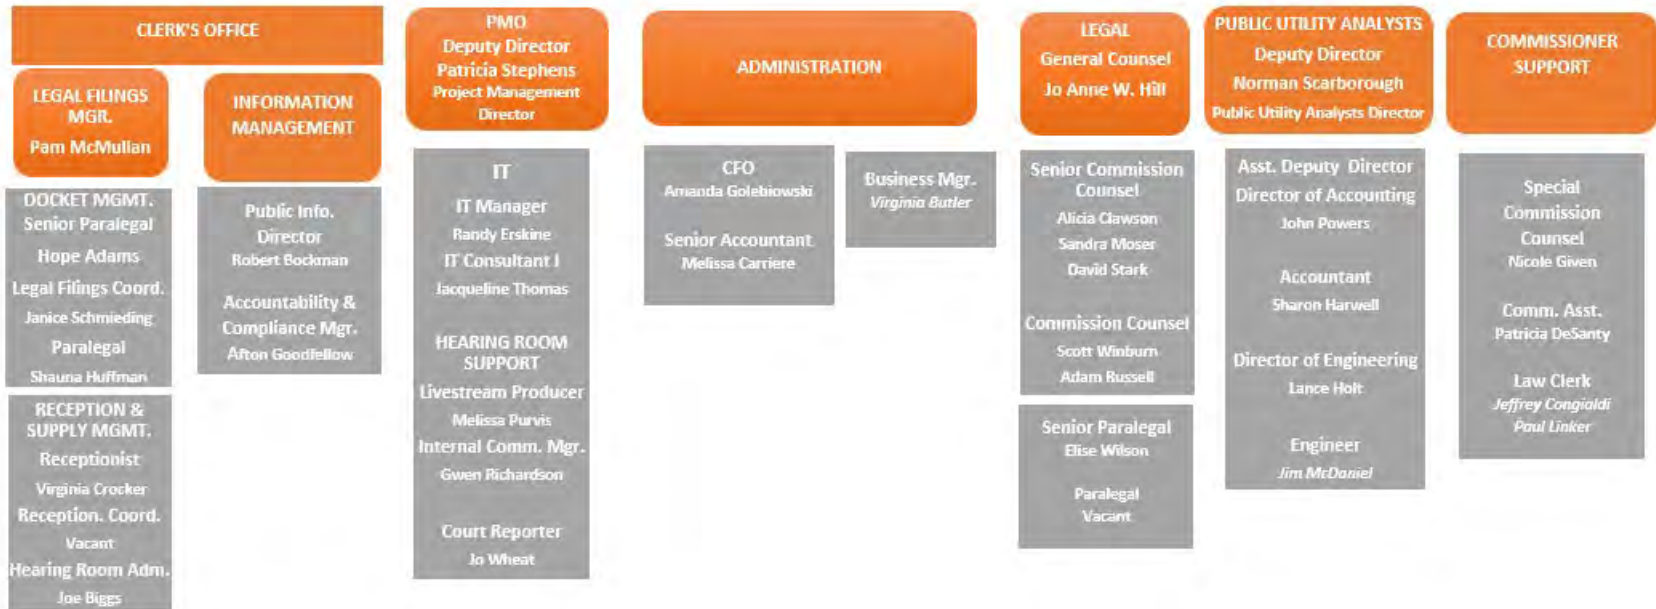 CLERK'S OFFICE
LEGAL FILINGS
MGR.
Pam McMullan
DOCKET MGMT.
Senior Paralegal
Hope Adams
Legal Filings Coord.
Janice Schmieding
Paralegal
Shauna Huffman
RECEPTION &
SUPPLY MGMT.
Receptionist
Virginia Crocker
Reception. Coord.
Vacant
Hearing Room Adm.
Joe Biggs
INFORMATION
MANAGEMENT
Public Info.
Director
Robert Bockman
Accountability &
Compliance Mgr.
Afton Goodfellow
PMO
Deputy Director
Patricia Stephens
Project Management
Director
IT
IT Manager
Randy Erskine
IT Consultant I
Jacqueline Thomas
HEARING ROOM
SUPPORT
Livestream Producer
Melissa Purvis
Internal Comm. Mgr.
Gwen Richardson
Court Reporter
Jo Wheat
ADMINISTRATION
CFO
Amanda Golebiowski
Senior Accountant
Melissa Carriere
Business Mgr.
Virginia Butler
LEGAL
General Counsel
Jo Anne W. Hill
Senior Commission
Counsel
Alicia Clawson
Sandra Moser
David Stark
Commission Counsel
Scott Winburn
Adam Russell
Senior Paralegal
Elise Wilson
Paralegal
Vacant
PUBLIC UTILITY ANALYSTS
Deputy Director
Norman Scarborough
Public Utility Analysts Director
Asst. Deputy Director
Director of Accounting
John Powers
Accountant
Sharon Harwell
Director of Engineering
Lance Holt
Engineer
Jim McDaniel
COMMISSIONER
SUPPORT
Special
Commission
Counsel
Nicole Given
Comm. Asst.
Patricia DeSanty
Law Clerk
Jeffrey Congialdi
Paul Linker